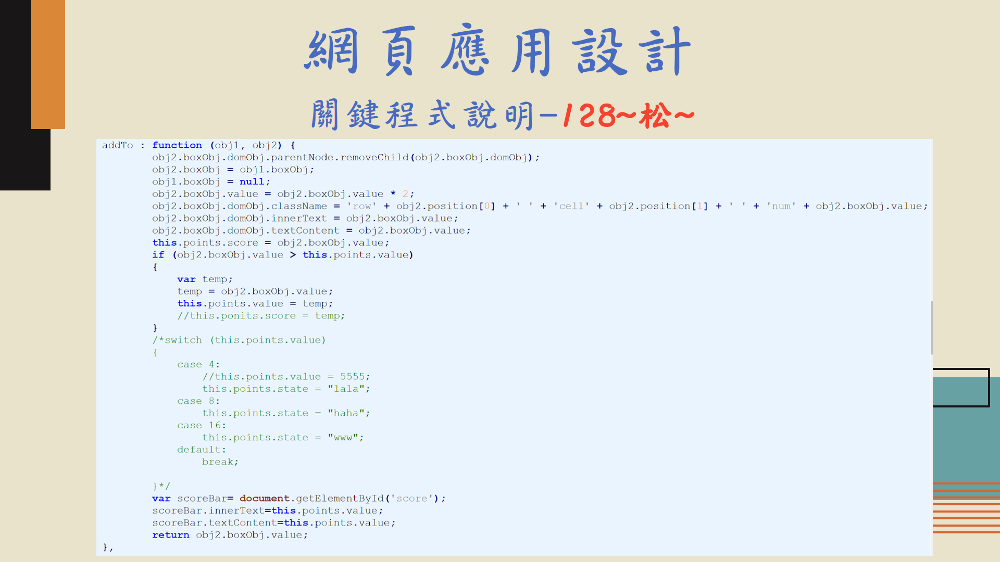 網頁應用設計
關鍵程式說明-128~松~
addTo : function (obj1, obj2) {
obj2.boxObj.domObj.parentNode.removeChild(obj2.boxObj.domObj);
obj2.boxObj = obj1.boxObj;
obj1.boxObj = null;
obj2.boxObj.value = obj2.boxObj.value * 2;
obj2.boxObj.domObj.className = 'row' + obj2.position[0] + ' ' + 'cell' + obj2.position[1] + ' ' + 'num' + obj2.boxObj.value;
obj2.boxObj.domObj.innerText = obj2.boxObj.value;
obj2.boxObj.domObj.textContent = obj2.boxObj.value;
this.points.score = obj2.boxObj.value;
if (obj2.boxObj.value > this.points.value)
{
var temp;
temp = obj2.boxObj.value;
this.points.value = temp;
//this.ponits.score = temp;
}
/*switch (this.points.value)
{
case 4:
//this.points.value = 5555;
this.points.state = "lala";
case 8:
this.points.state = "haha";
case 16:
this.points.state = "www";
default:
break;
}*/
var scoreBar= document.getElementById('score');
scoreBar.innerText=this.points.value;
scoreBar.textContent=this.points.value;
return obj2.boxObj.value;
},